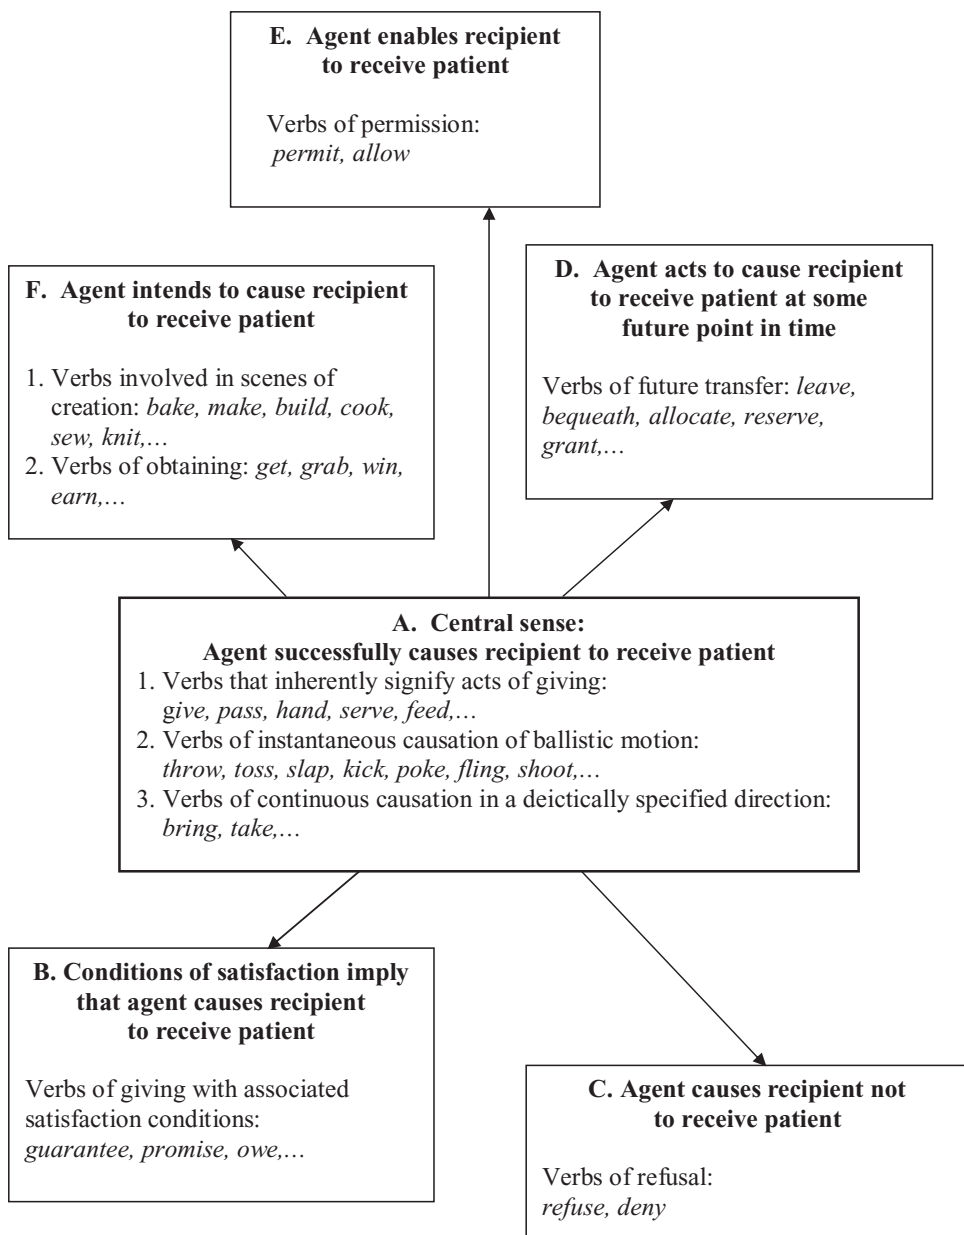 E. Agent enables recipient
to receive patient
Verbs of permission:
permit, allow
F. Agent intends to cause recipient
to receive patient
1. Verbs involved in scenes of
creation: bake, make, build, cook,
sew, knit,…
2. Verbs of obtaining: get, grab, win,
earn,…
D. Agent acts to cause recipient
to receive patient at some
future point in time
Verbs of future transfer: leave,
bequeath, allocate, reserve,
grant,…
A. Central sense:
Agent successfully causes recipient to receive patient
1. Verbs that inherently signify acts of giving:
give, pass, hand, serve, feed,…
2. Verbs of instantaneous causation of ballistic motion:
throw, toss, slap, kick, poke, fling, shoot,…
3. Verbs of continuous causation in a deictically specified direction:
bring, take,…
B. Conditions of satisfaction imply
that agent causes recipient
to receive patient
Verbs of giving with associated
satisfaction conditions:
guarantee, promise, owe,…
C. Agent causes recipient not
to receive patient
Verbs of refusal:
refuse, deny